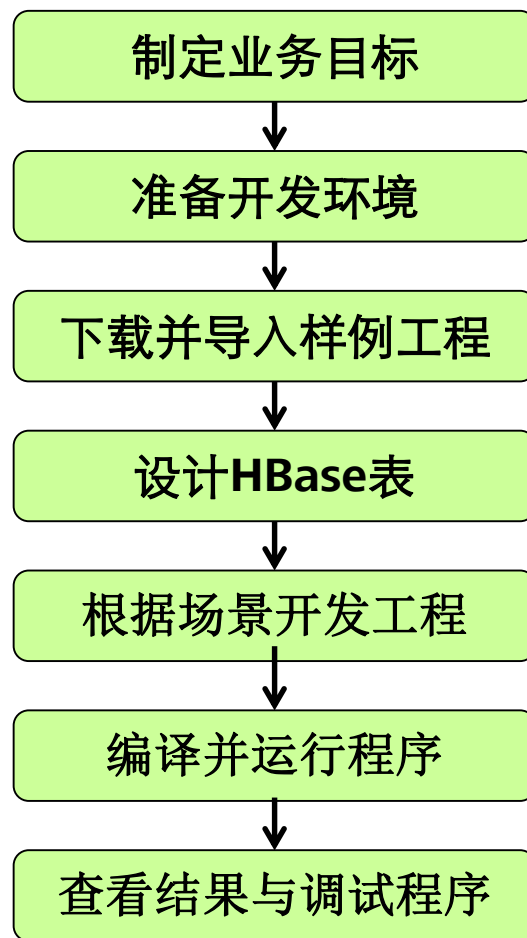 制定业务目标
准备开发环境
下载并导入样例工程
设计HBase表
根据场景开发工程
编译并运行程序
查看结果与调试程序